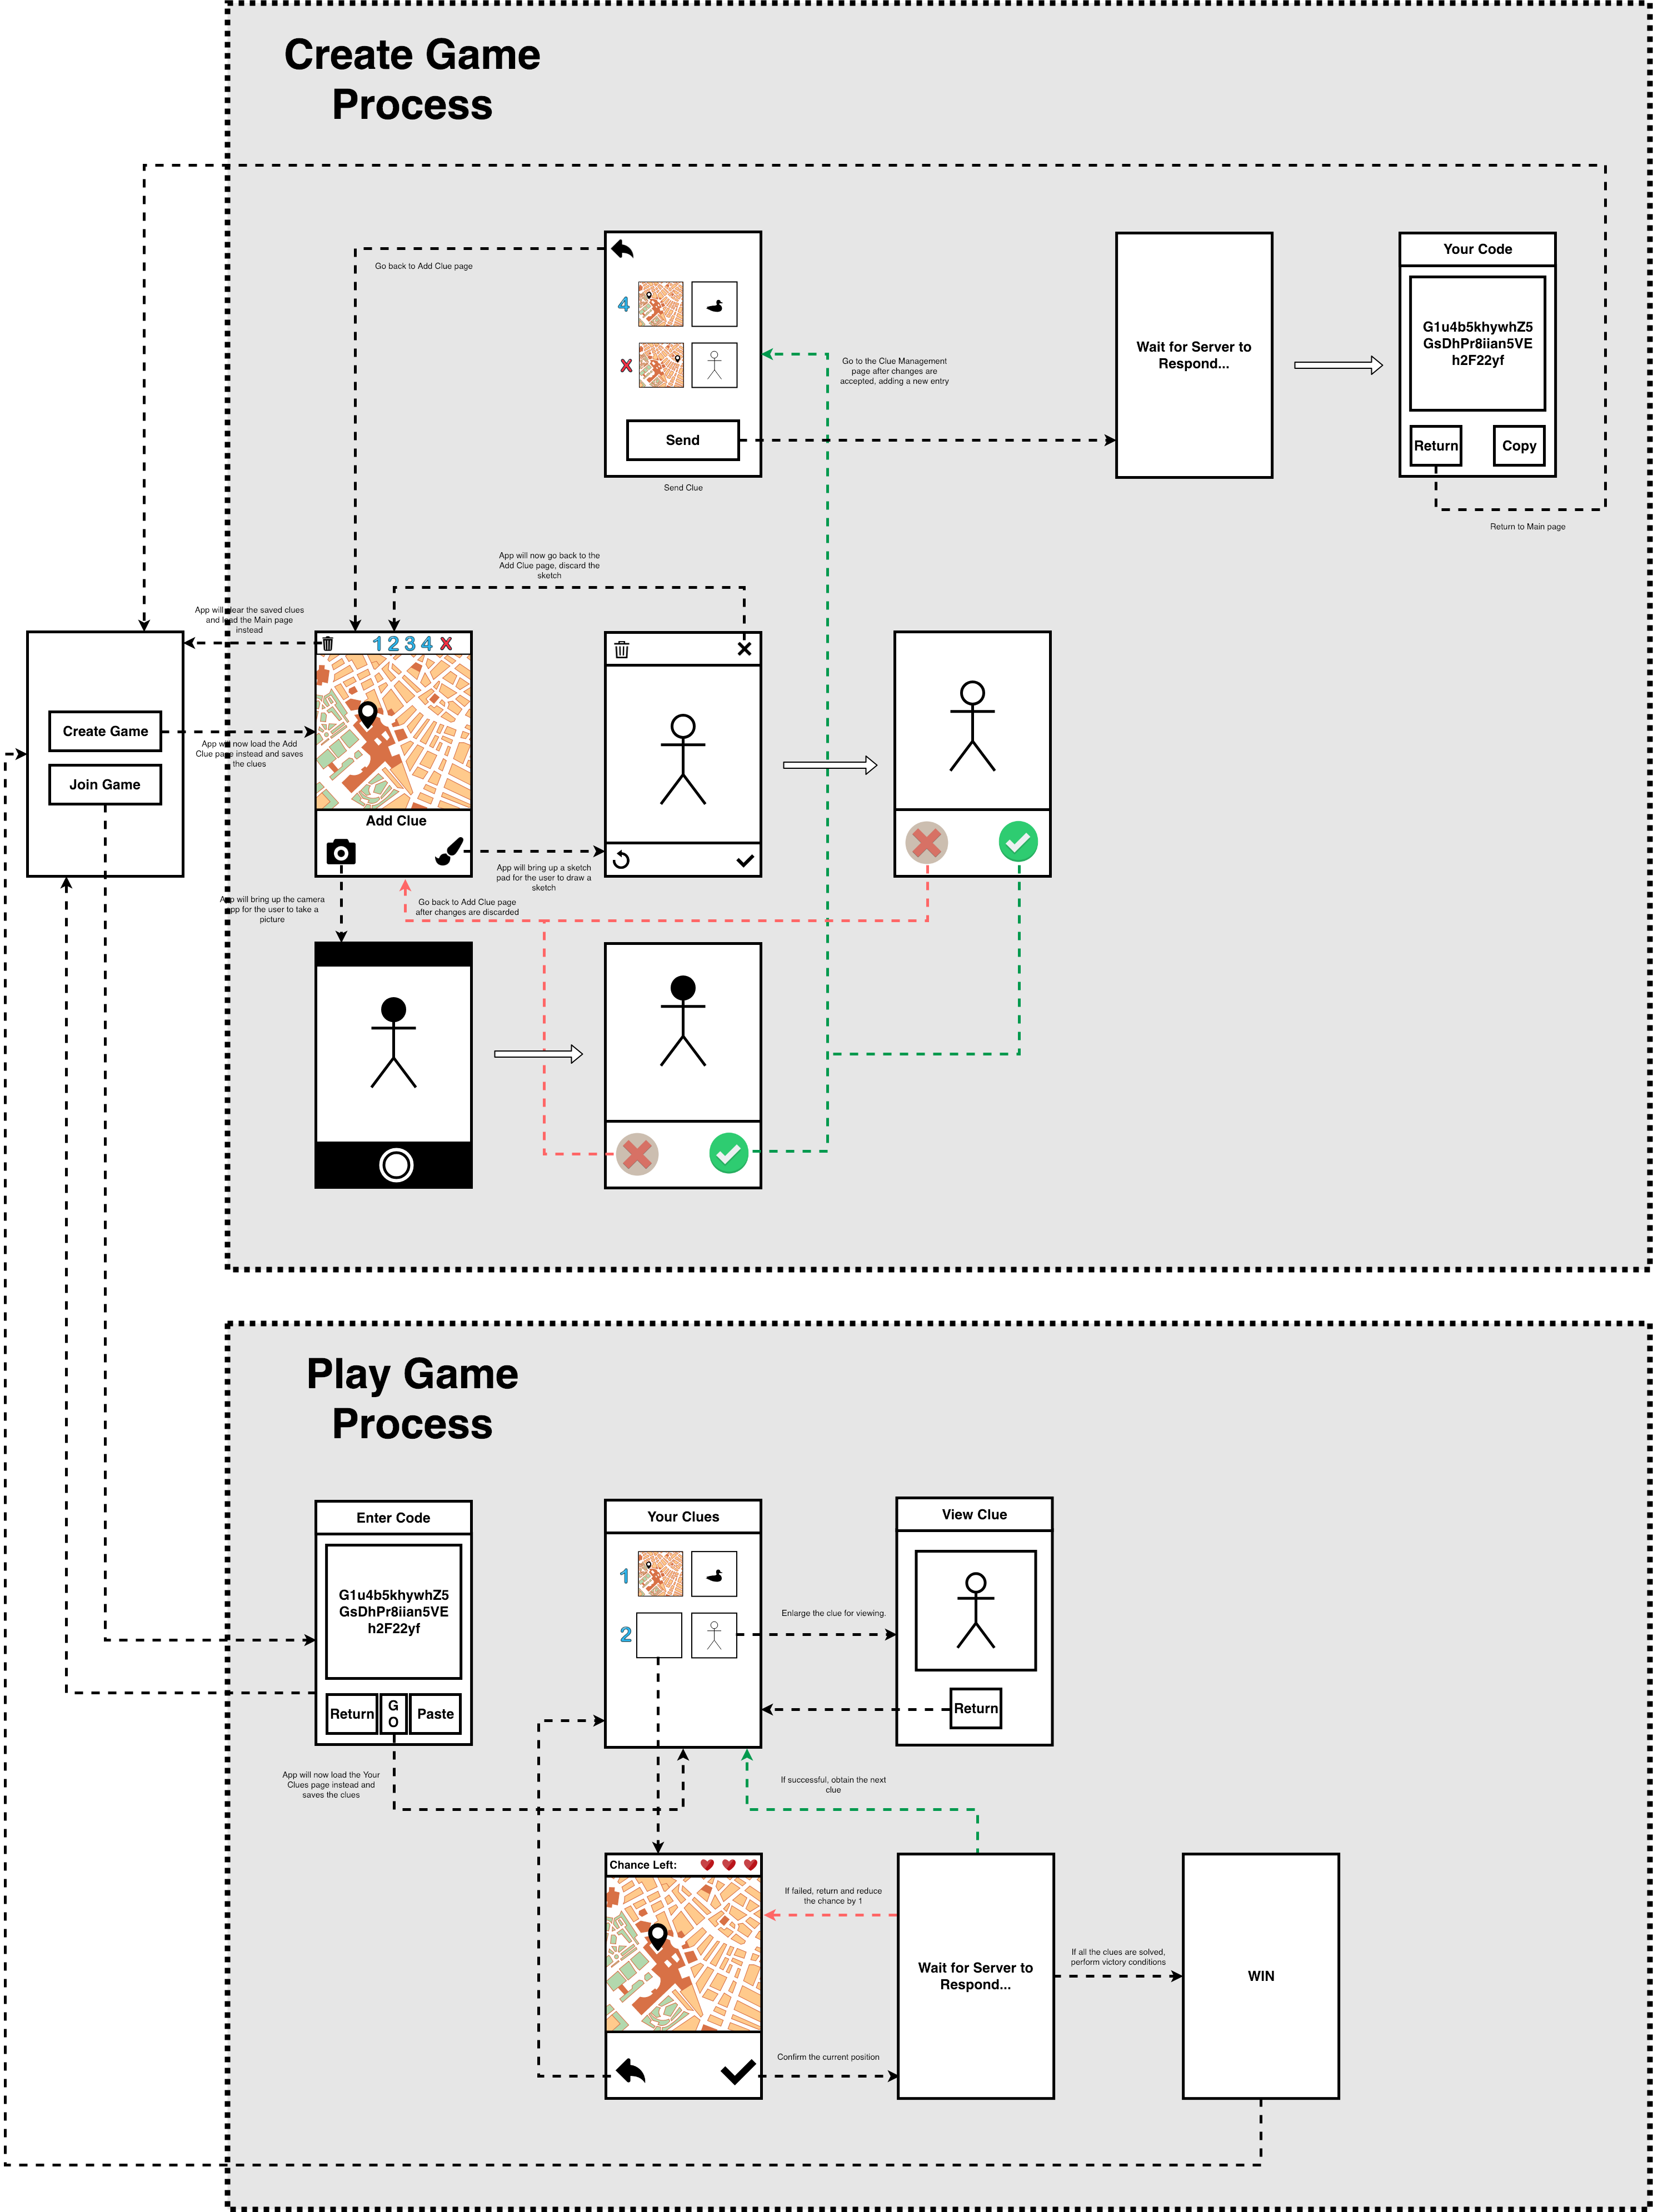 Create Game
Process
Go back to Add Clue page
4
X
Send
Send Clue
Go to the Clue Management
page after changes are
accepted, adding a new entry
Wait for Server to
Respond...
Your Code
G1u4b5khywhZ5
GsDhPr8iian5VE
h2F22yf
Return
Copy
Return to Main page
App will now go back to the
Add Clue page, discard the
sketch
App will clear the saved clues
and load the Main page
instead
1 2 3 4 X
Create Game
Join Game
App will now load the Add
Clue page instead and saves
the clues
Add Clue
App will bring up a sketch
pad for the user to draw a
sketch
App will bring up the camera
app for the user to take a
picture
Go back to Add Clue page
after changes are discarded
Play Game
Process
Enter Code
G1u4b5khywhZ5
GsDhPr8iian5VE
h2F22yf
Return
G
O
Paste
App will now load the Your
Clues page instead and
saves the clues
Your Clues
1
2
Enlarge the clue for viewing.
View Clue
Return
If successful, obtain the next
clue
Chance Left:
If failed, return and reduce
the chance by 1
Confirm the current position
Wait for Server to
Respond...
If all the clues are solved,
perform victory conditions
WIN